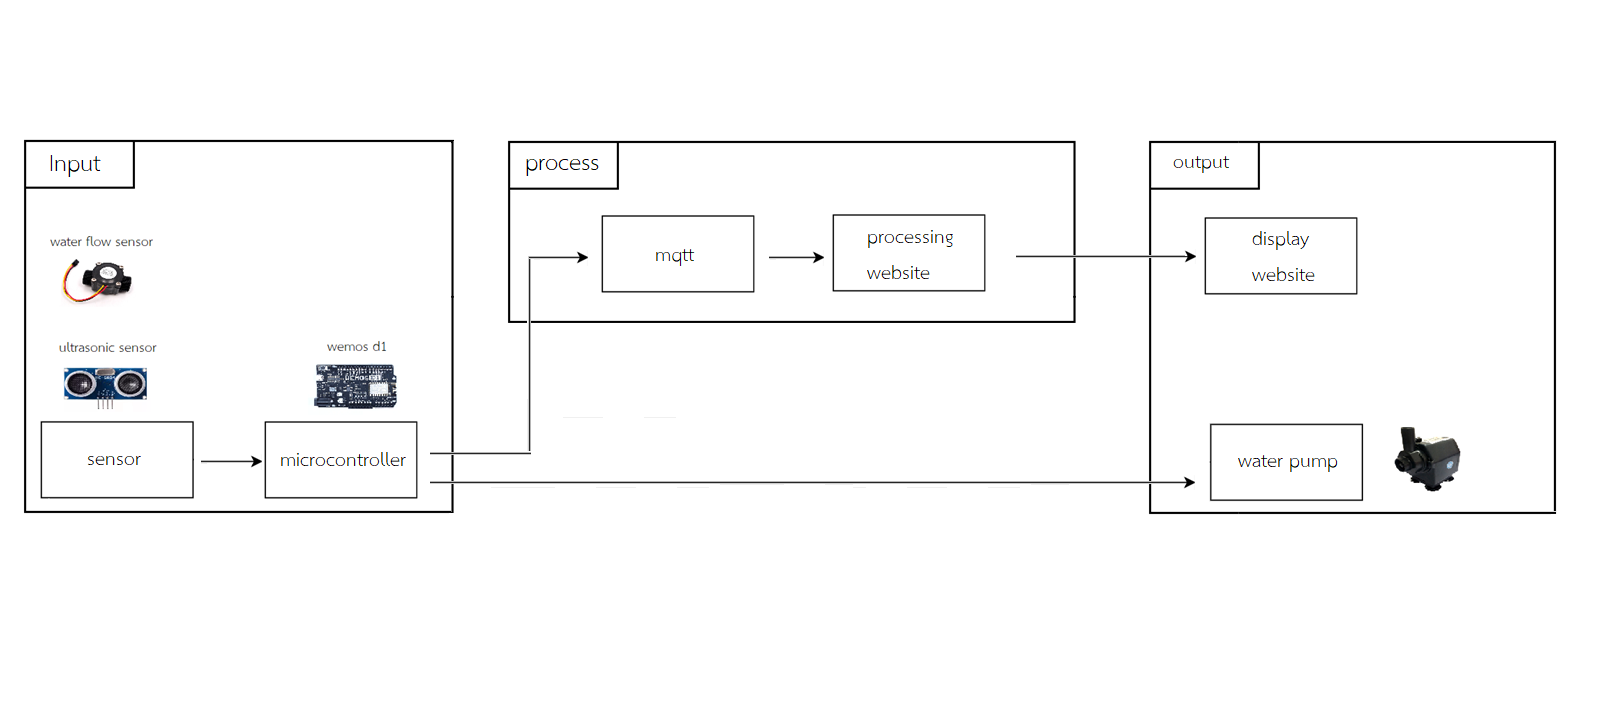 Input
water flow sensor
ultrasonic sensor
wemos d1
sensor
microcontroller
process
mqtt
processing
website
output
display
website
water pump